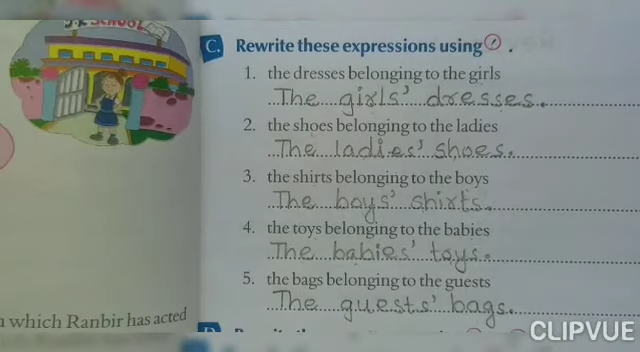 SCHOOL
C. Rewrite these expressions using ’ .
1. the dresses belonging to the girls
The girls' dresses.
2. the shoes belonging to the ladies
The ladies' shoes.
3. the shirts belonging to the boys
The boys' shirts.
4. the toys belonging to the babies
The babies' toys.
5. the bags belonging to the guests
The guests' bags.
which Ranbir has acted
CLIPVUE